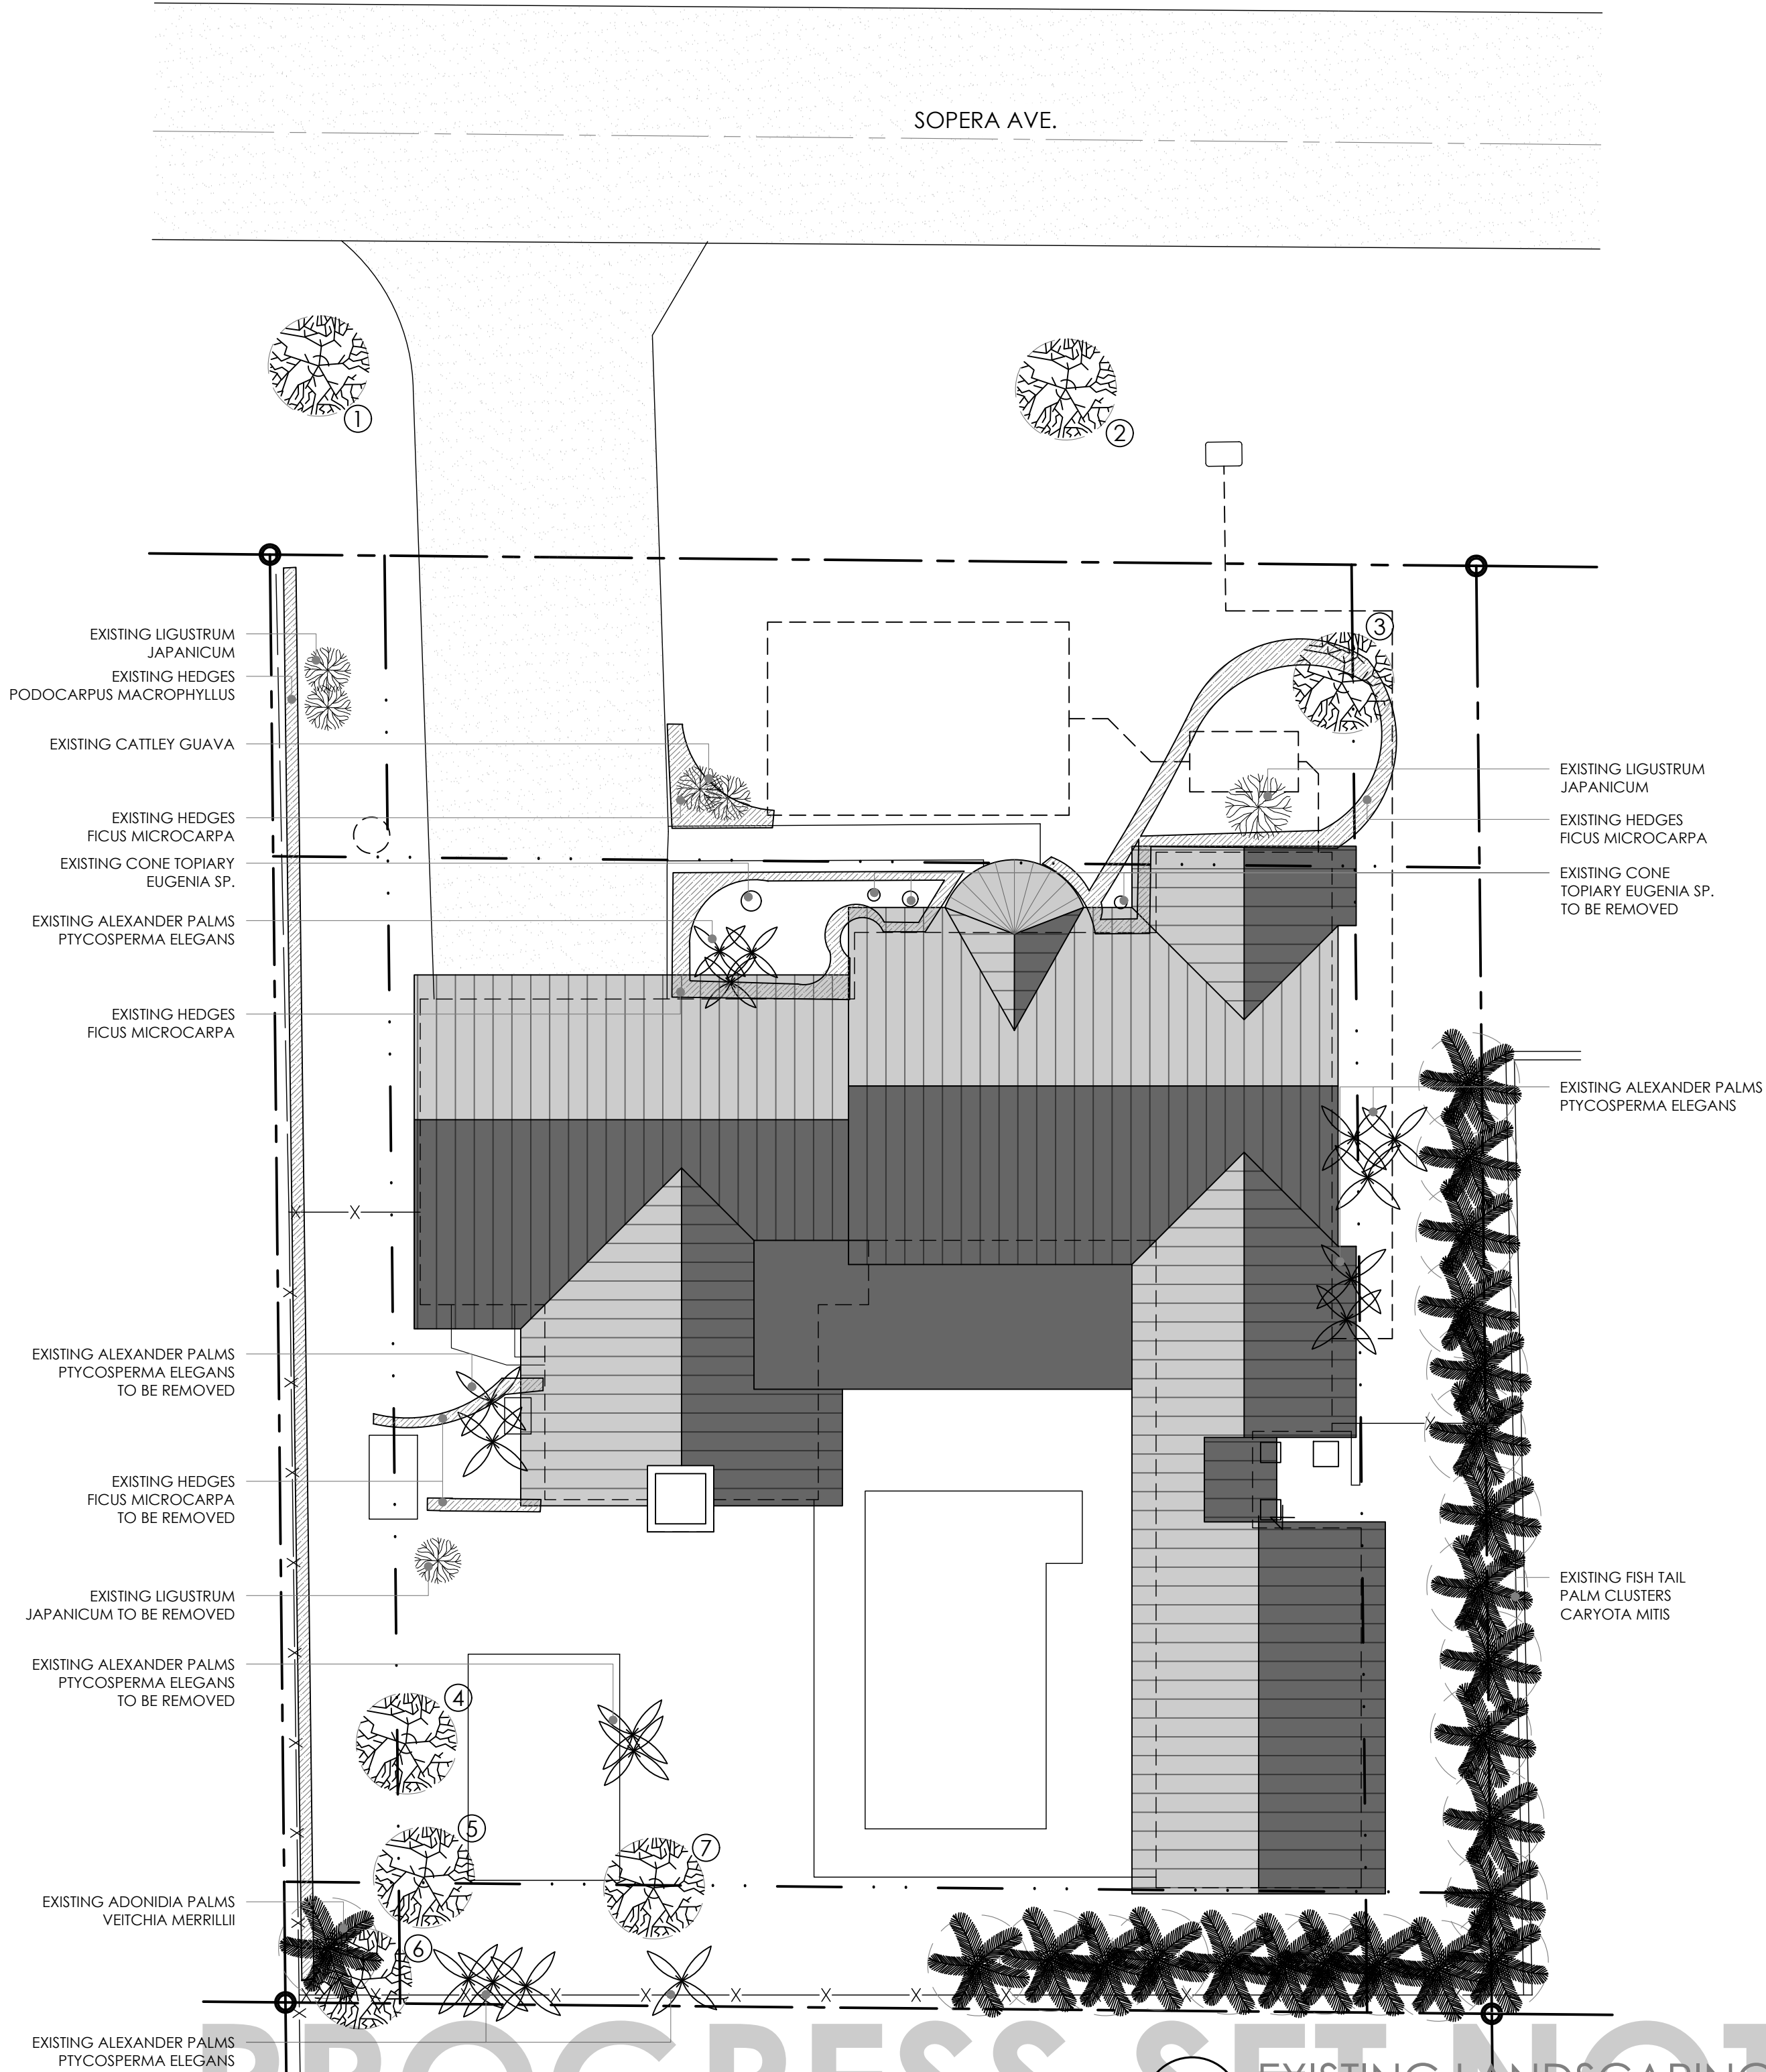 SOPERA AVE.
1
2
3
EXISTING LIGUSTRUM
JAPANICUM
EXISTING HEDGES
PODOCARPUS MACROPHYLLUS
EXISTING CATTLEY GUAVA
EXISTING HEDGES
FICUS MICROCARPA
EXISTING CONE TOPIARY
EUGENIA SP.
EXISTING ALEXANDER PALMS
PTYCOSPERMA ELEGANS
EXISTING HEDGES
FICUS MICROCARPA
EXISTING LIGUSTRUM
JAPANICUM
EXISTING HEDGES
FICUS MICROCARPA
EXISTING CONE
TOPIARY EUGENIA SP.
TO BE REMOVED
EXISTING ALEXANDER PALMS
PTYCOSPERMA ELEGANS
EXISTING ALEXANDER PALMS
PTYCOSPERMA ELEGANS
TO BE REMOVED
EXISTING HEDGES
FICUS MICROCARPA
TO BE REMOVED
EXISTING LIGUSTRUM
JAPANICUM TO BE REMOVED
EXISTING FISH TAIL
PALM CLUSTERS
CARYOTA MITIS
EXISTING ALEXANDER PALMS
PTYCOSPERMA ELEGANS
TO BE REMOVED
4
5
7
EXISTING ADONIDIA PALMS
VEITCHIA MERRILLII
6
EXISTING ALEXANDER PALMS
PTYCOSPERMA ELEGANS
PROGRESS SET NOT
EXISTING LANDSCAPING